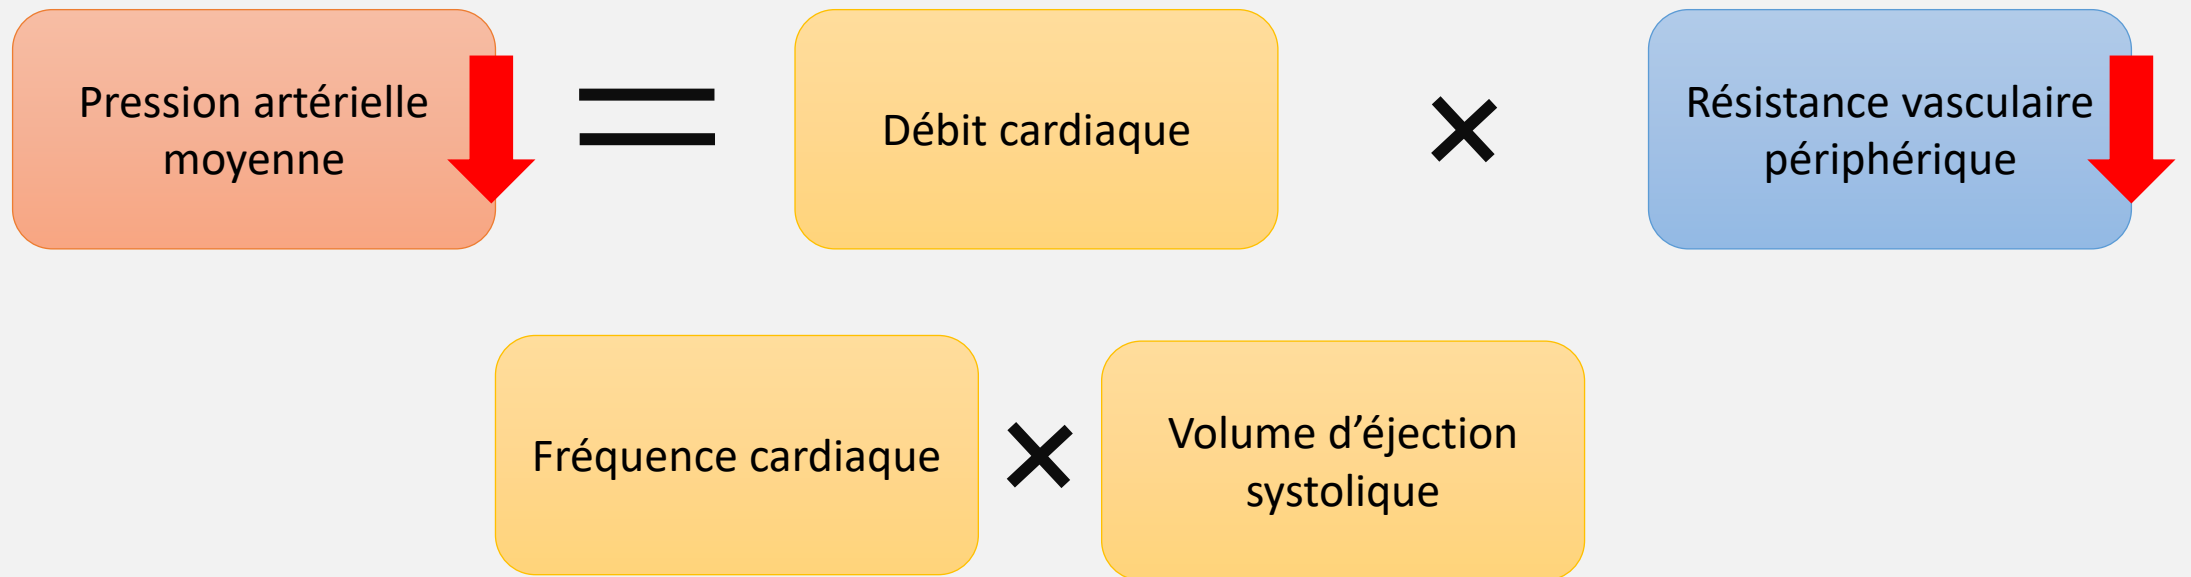 Pression artérielle
moyenne
=
Débit cardiaque
×
Résistance vasculaire
périphérique
Fréquence cardiaque
×
Volume d’éjection
systolique